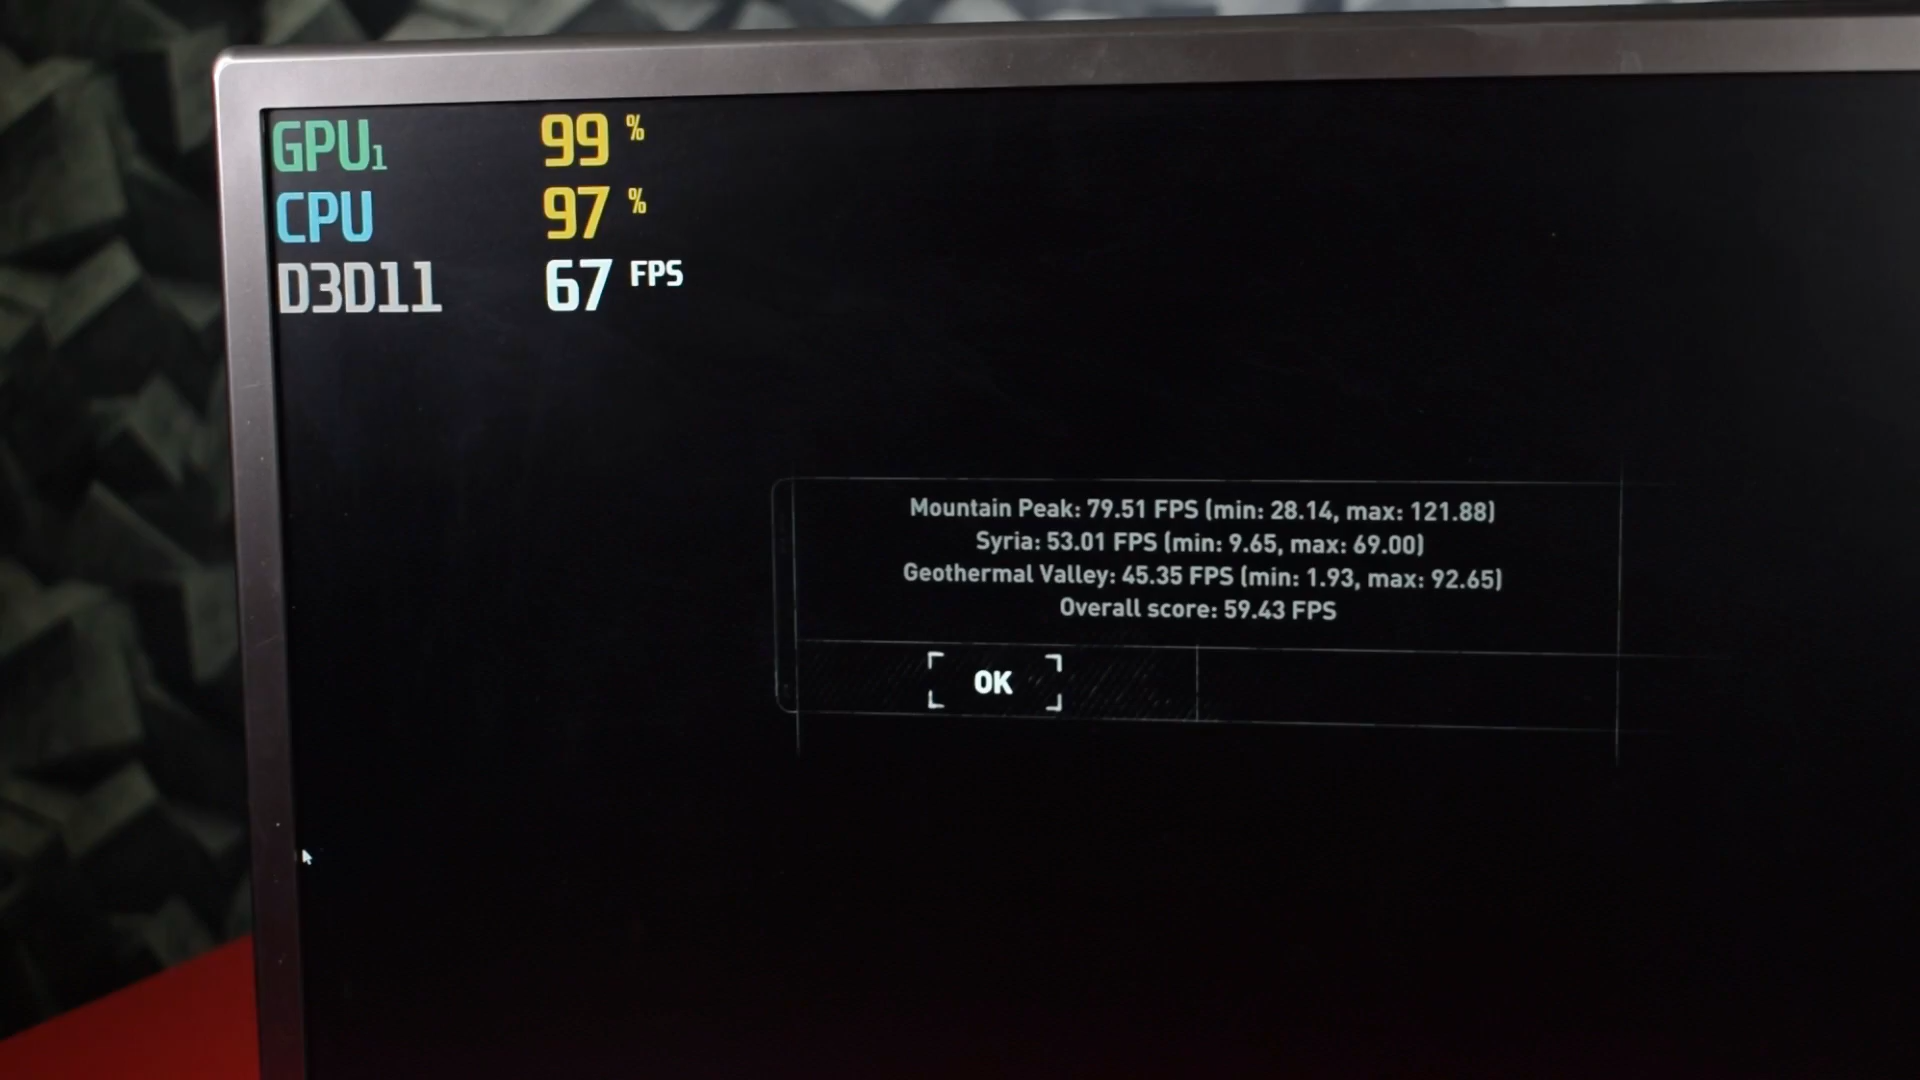 GPU1 99 %
CPU 97 %
D3D11 67 FPS
Mountain Peak: 79.51 FPS (min: 28.14, max: 121.88)
Syria: 53.01 FPS (min: 9.65, max: 69.00)
Geothermal Valley: 45.35 FPS (min: 1.93, max: 92.65)
Overall score: 59.43 FPS
OK